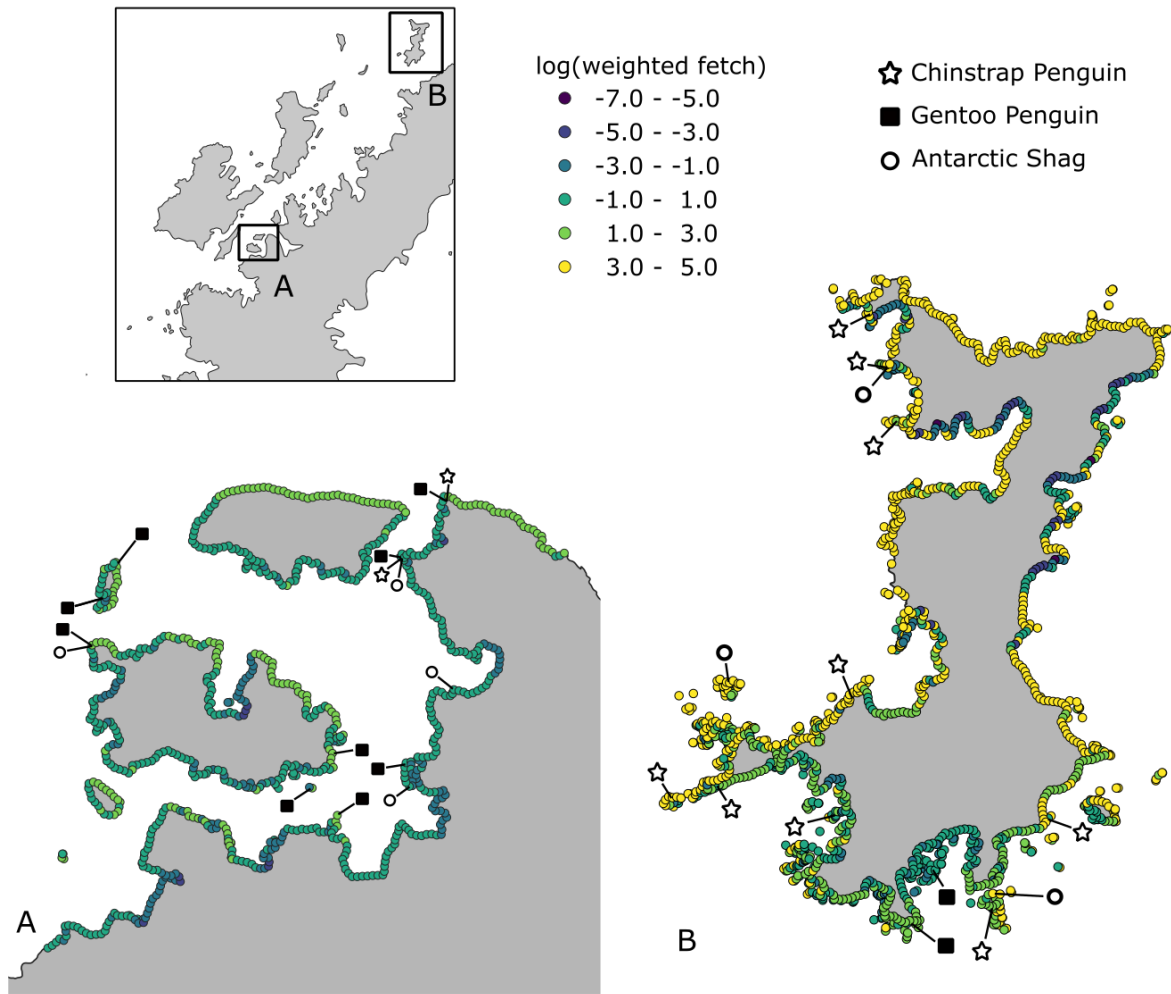 B
A
log(weighted fetch)
-7.0 - -5.0
-5.0 - -3.0
-3.0 - -1.0
-1.0 - 1.0
1.0 - 3.0
3.0 - 5.0
Chinstrap Penguin
Gentoo Penguin
Antarctic Shag
A
B